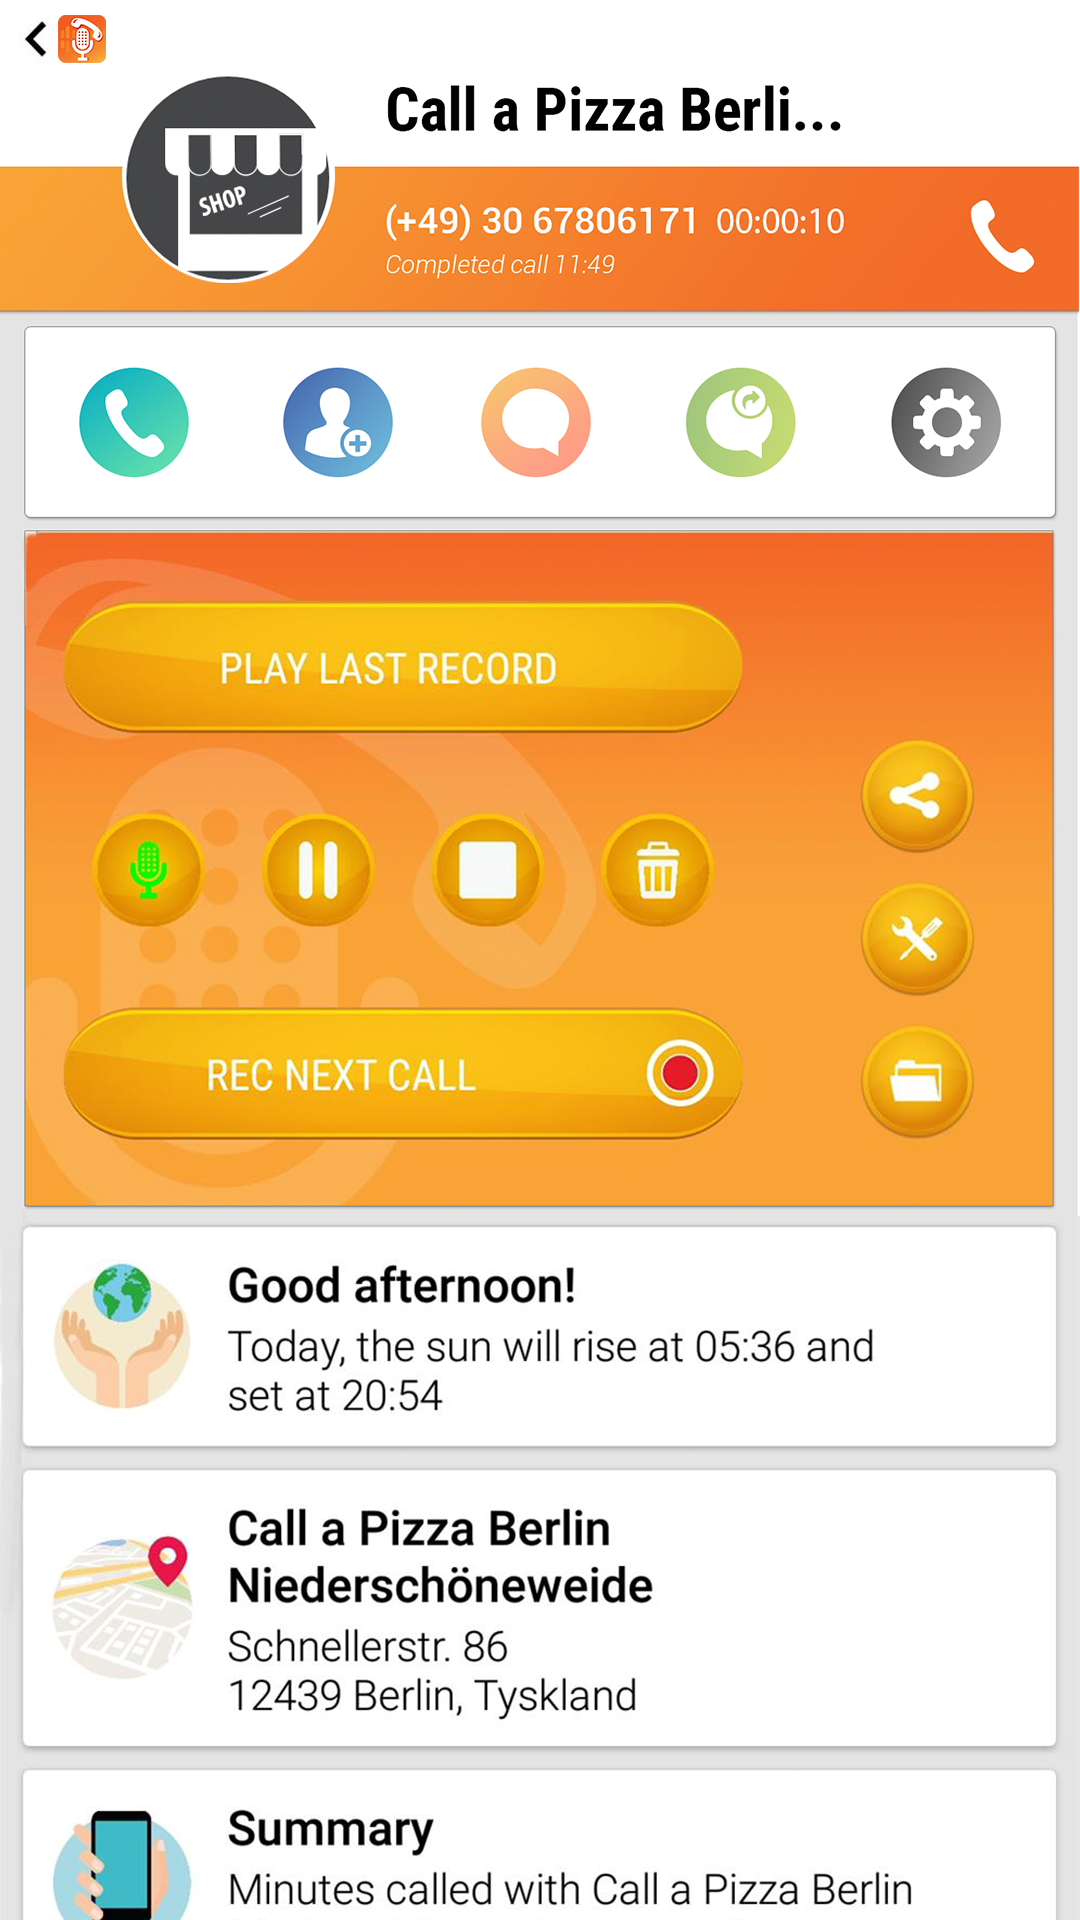 Call a Pizza Berli...
SHOP
(+49) 30 67806171 00:00:10
Completed call 11:49
PLAY LAST RECORD
REC NEXT CALL
Good afternoon!
Today, the sun will rise at 05:36 and
set at 20:54
Call a Pizza Berlin
Niederschöneweide
Schnellerstr. 86
12439 Berlin, Tyskland
Summary
Minutes called with Call a Pizza Berlin